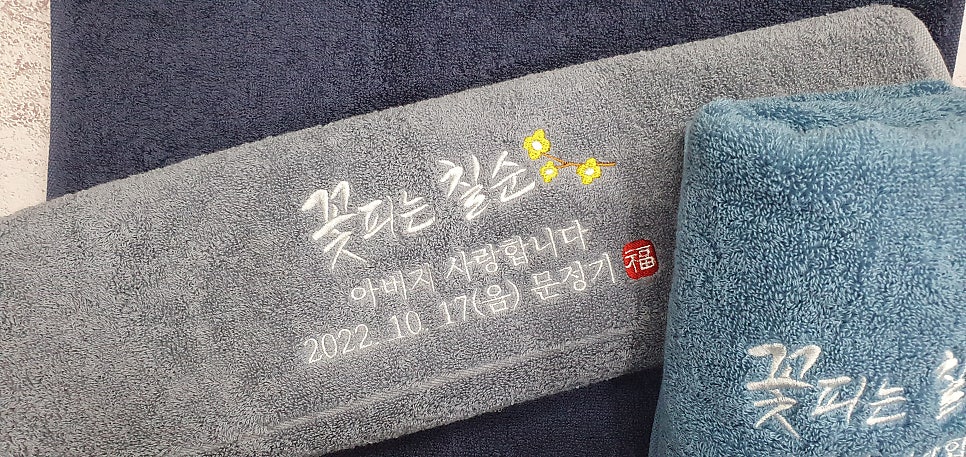 꽃피는 칠순
아버지 사랑합니다
2022. 10. 17(음) 문정기 福
꽃피는 칠